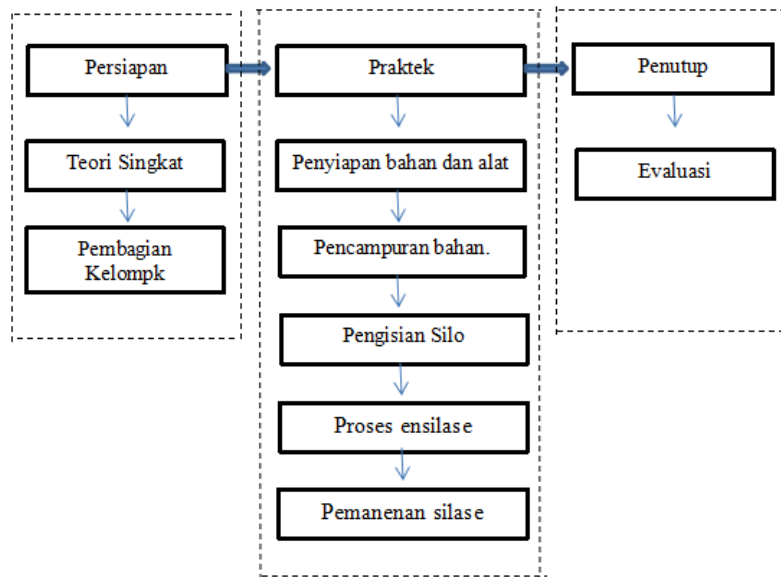 Persiapan
Teori Singkat
Pembagian
Kelompk
Praktek
Penyiapan bahan dan alat
Pencampuran bahan.
Pengisian Silo
Proses ensilase
Pemanenan silase
Penutup
Evaluasi